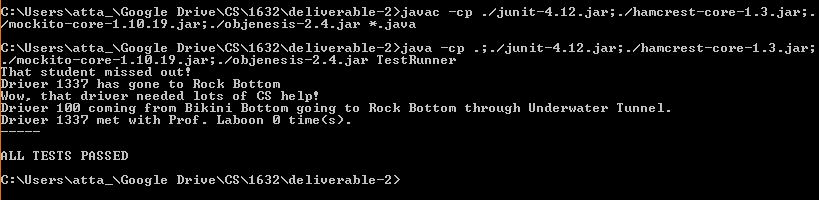 C:\Users\atta_\Google Drive\CS\1632\deliverable-2>javac -cp ./junit-4.12.jar;./hamcrest-core-1.3.jar;.
/mockito-core-1.10.19.jar;./objenesis-2.4.jar *.java
C:\Users\atta_\Google Drive\CS\1632\deliverable-2>java -cp .;./junit-4.12.jar;./hamcrest-core-1.3.jar;
./mockito-core-1.10.19.jar;./objenesis-2.4.jar TestRunner
That student missed out!
Driver 1337 has gone to Rock Bottom
Wow, that driver needed lots of CS help!
Driver 100 coming from Bikini Bottom going to Rock Bottom through Underwater Tunnel.
Driver 1337 met with Prof. Laboon 0 time(s).
-----
ALL TESTS PASSED
C:\Users\atta_\Google Drive\CS\1632\deliverable-2>